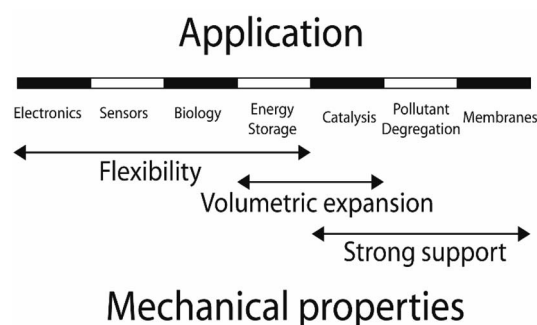 Application
Electronics Sensors Biology Energy Storage Catalysis Pollutant Degregation Membranes
Flexibility
Volumetric expansion
Strong support
Mechanical properties